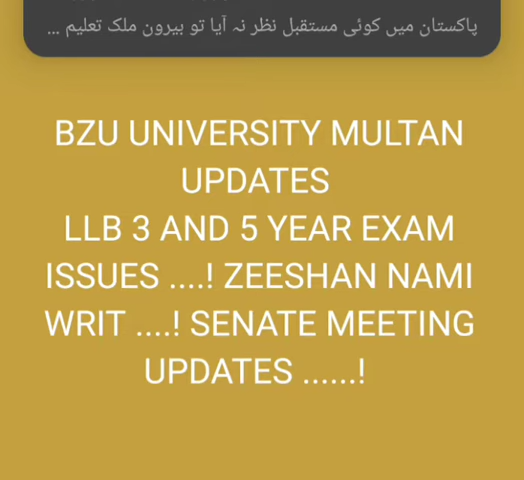 پاکستان میں کوئی مستقبل نظر نہ آیا تو بیرون ملک تعلیم ...
BZU UNIVERSITY MULTAN
UPDATES
LLB 3 AND 5 YEAR EXAM
ISSUES ....! ZEESHAN NAMI
WRIT ....! SENATE MEETING
UPDATES ......!